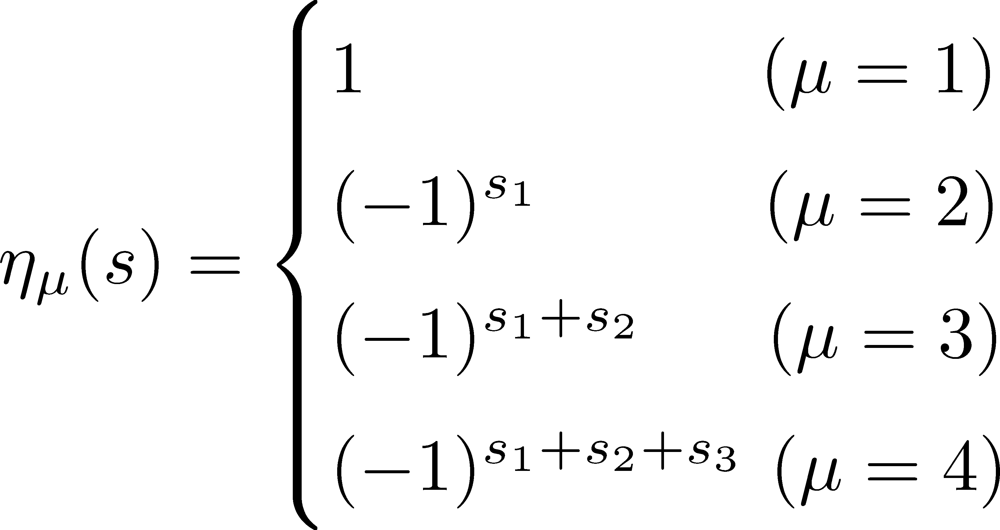 1 (μ = 1)
(−1)^{s_1} (μ = 2)
η_μ(s) = {
(−1)^{s_1+s_2} (μ = 3)
(−1)^{s_1+s_2+s_3} (μ = 4)